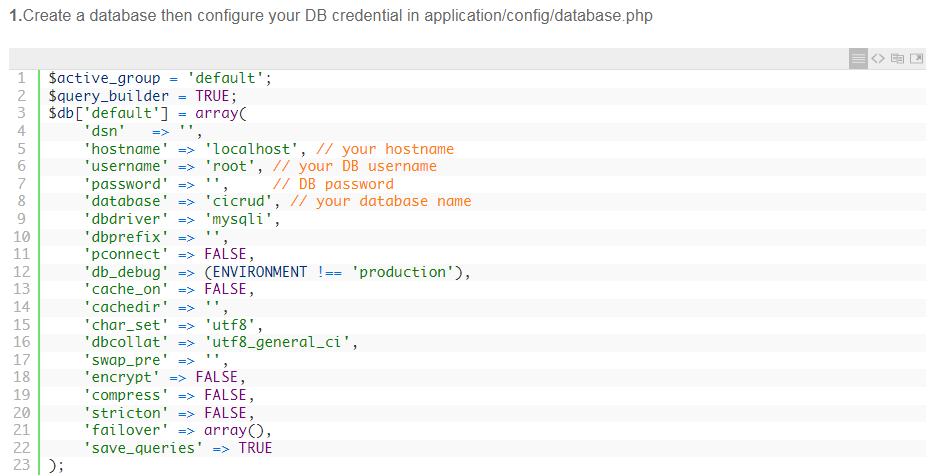 1.Create a database then configure your DB credential in application/config/database.php
1 $active_group = 'default';
2 $query_builder = TRUE;
3 $db['default'] = array(
4     'dsn'   => '',
5     'hostname' => 'localhost', // your hostname
6     'username' => 'root', // your DB username
7     'password' => '',     // DB password
8     'database' => 'cicrud', // your database name
9     'dbdriver' => 'mysqli',
10     'dbprefix' => '',
11     'pconnect' => FALSE,
12     'db_debug' => (ENVIRONMENT !== 'production'),
13     'cache_on' => FALSE,
14     'cachedir' => '',
15     'char_set' => 'utf8',
16     'dbcollat' => 'utf8_general_ci',
17     'swap_pre' => '',
18     'encrypt' => FALSE,
19     'compress' => FALSE,
20     'stricton' => FALSE,
21     'failover' => array(),
22     'save_queries' => TRUE
23 );